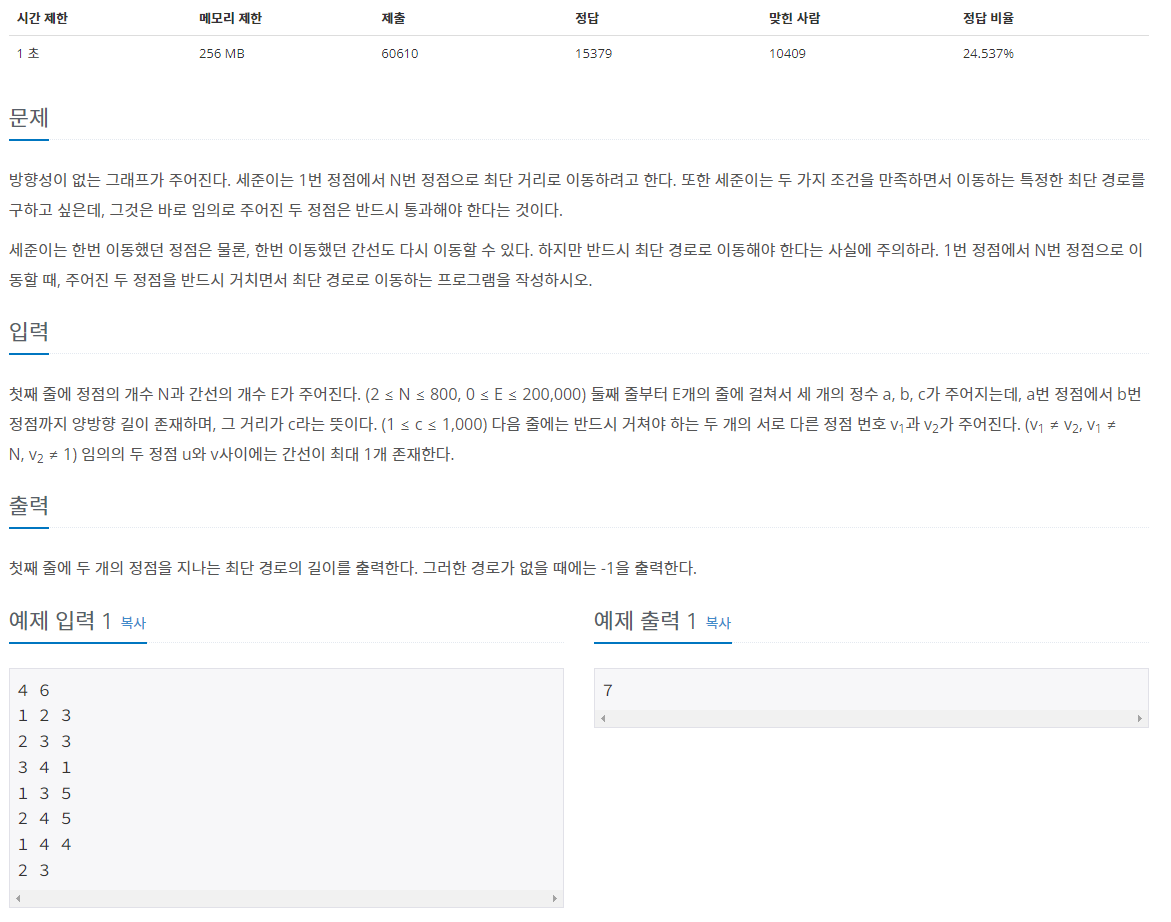 시간 제한 메모리 제한 제출 정답 맞힌 사람 정답 비율
1 초 256 MB 60610 15379 10409 24.537%
문제
방향성이 없는 그래프가 주어진다. 세준이는 1번 정점에서 N번 정점으로 최단 거리로 이동하려고 한다. 또한 세준이는 두 가지 조건을 만족하면서 이동하는 특정한 최단 경로를
구하고 싶은데, 그것은 바로 임의로 주어진 두 정점은 반드시 통과해야 한다는 것이다.
세준이는 한번 이동했던 정점은 물론, 한번 이동했던 간선도 다시 이동할 수 있다. 하지만 반드시 최단 경로로 이동해야 한다는 사실에 주의하라. 1번 정점에서 N번 정점으로 이
동할 때, 주어진 두 정점을 반드시 거치면서 최단 경로로 이동하는 프로그램을 작성하시오.
입력
첫째 줄에 정점의 개수 N과 간선의 개수 E가 주어진다. (2 ≤ N ≤ 800, 0 ≤ E ≤ 200,000) 둘째 줄부터 E개의 줄에 걸쳐서 세 개의 정수 a, b, c가 주어지는데, a번 정점에서 b번
정점까지 양방향 길이 존재하며, 그 거리가 c라는 뜻이다. (1 ≤ c ≤ 1,000) 다음 줄에는 반드시 거쳐야 하는 두 개의 서로 다른 정점 번호 v1과 v2가 주어진다. (v1 ≠ v2, v1 ≠
N, v2 ≠ 1) 임의의 두 정점 u와 v사이에는 간선이 최대 1개 존재한다.
출력
첫째 줄에 두 개의 정점을 지나는 최단 경로의 길이를 출력한다. 그러한 경로가 없을 때에는 -1을 출력한다.
예제 입력 1 복사
4 6
1 2 3
2 3 3
3 4 1
1 3 5
2 4 5
1 4 4
2 3
예제 출력 1 복사
7